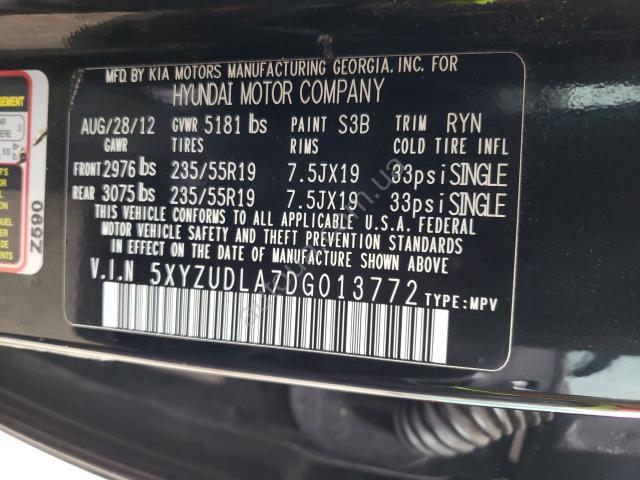 MFD. BY KIA MOTORS MANUFACTURING GEORGIA, INC. FOR
HYUNDAI MOTOR COMPANY
AUG/28/12 GVWR 5181 lbs PAINT S3B TRIM RYN
GAWR TIRES RIMS COLD TIRE INFL
FRONT 2976 lbs 235/55R19 7.5JX19 33psi SINGLE
REAR 3075 lbs 235/55R19 7.5JX19 33psi SINGLE
THIS VEHICLE CONFORMS TO ALL APPLICABLE U.S.A. FEDERAL
MOTOR VEHICLE SAFETY AND THEFT PREVENTION STANDARDS
IN EFFECT ON THE DATE OF MANUFACTURE SHOWN ABOVE.
V.I.N 5XYZUDLA7DG013772 TYPE:MPV
Z590